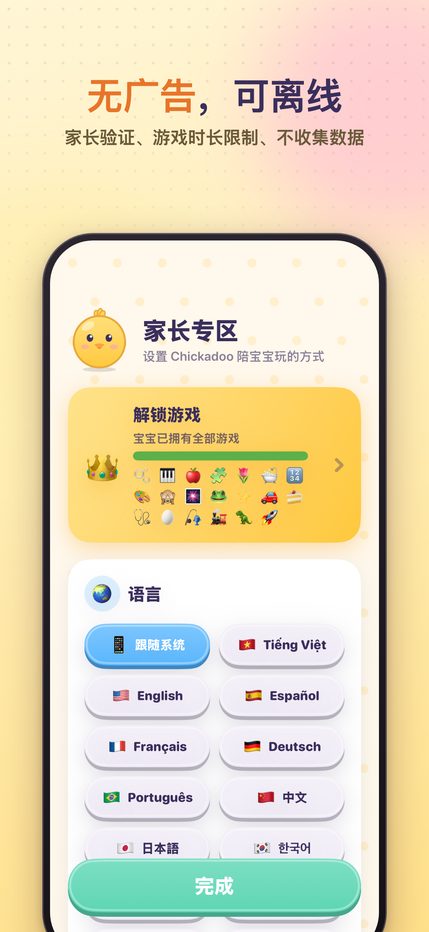 无广告，可离线
家长验证、游戏时长限制、不收集数据
家长专区
设置 Chickadoo 陪宝宝玩的方式
解锁游戏
宝宝已拥有全部游戏
语言
跟随系统
Tiếng Việt
English
Español
Français
Deutsch
Português
中文
日本語
한국어
完成